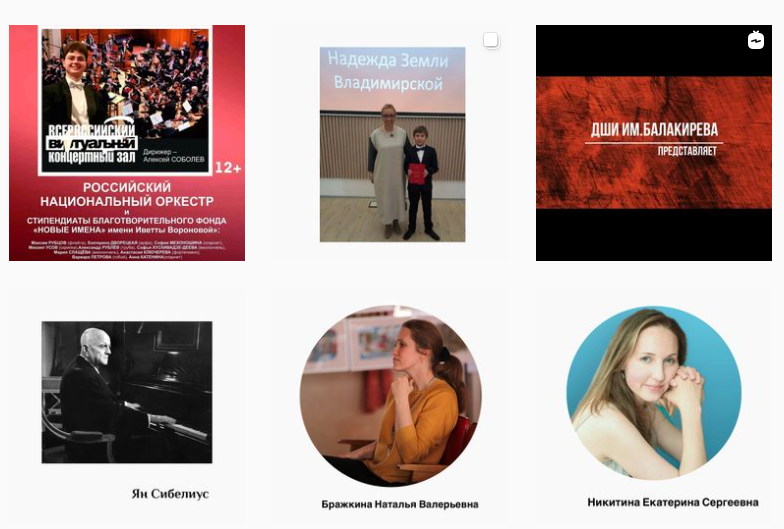 ВСЕРОССИЙСКИЙ
виртуальный
концертный зал
Дирижер –
Алексей СОБОЛЕВ
12+
РОССИЙСКИЙ
НАЦИОНАЛЬНЫЙ ОРКЕСТР
и
СТИПЕНДИАТЫ БЛАГОТВОРИТЕЛЬНОГО ФОНДА
«НОВЫЕ ИМЕНА» имени Иветты Вороновой»:
Надежда Земли
Владимирской
ДШИ ИМ.БАЛАКИРЕВА
ПРЕДСТАВЛЯЕТ
Ян Сибелиус
Бражкина Наталья Валерьевна
Никитина Екатерина Сергеевна